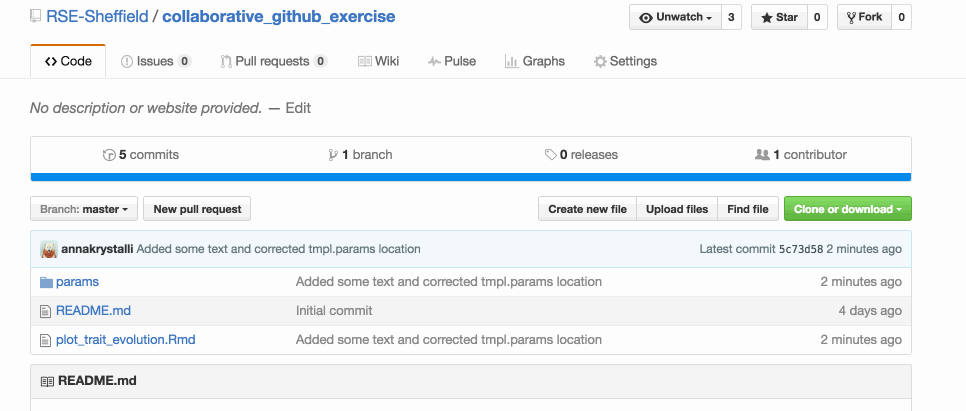 RSE-Sheffield / collaborative_github_exercise Unwatch 3 Star 0 Fork 0
Code Issues 0 Pull requests 0 Wiki Pulse Graphs Settings
No description or website provided. — Edit
5 commits 1 branch 0 releases 1 contributor
Branch: master New pull request Create new file Upload files Find file Clone or download
annakrystalli Added some text and corrected tmpl.params location Latest commit 5c73d58 2 minutes ago
params Added some text and corrected tmpl.params location 2 minutes ago
README.md Initial commit 4 days ago
plot_trait_evolution.Rmd Added some text and corrected tmpl.params location 2 minutes ago
README.md